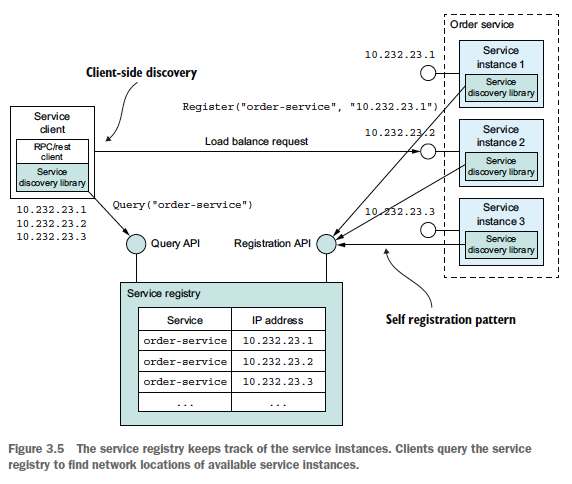 Order service
10.232.23.1
Service
instance 1
Service
discovery library
Client-side discovery
Register("order-service", "10.232.23.1")
Service
client
RPC/rest
client
Service
discovery library
10.232.23.1
10.232.23.2
10.232.23.3
Load balance request
10.232.23.2
Service
instance 2
Service
discovery library
Query("order-service")
10.232.23.3
Service
instance 3
Service
discovery library
Query API
Registration API
Self registration pattern
Service registry
Service IP address
order-service 10.232.23.1
order-service 10.232.23.2
order-service 10.232.23.3
... ...
Figure 3.5 The service registry keeps track of the service instances. Clients query the service
registry to find network locations of available service instances.